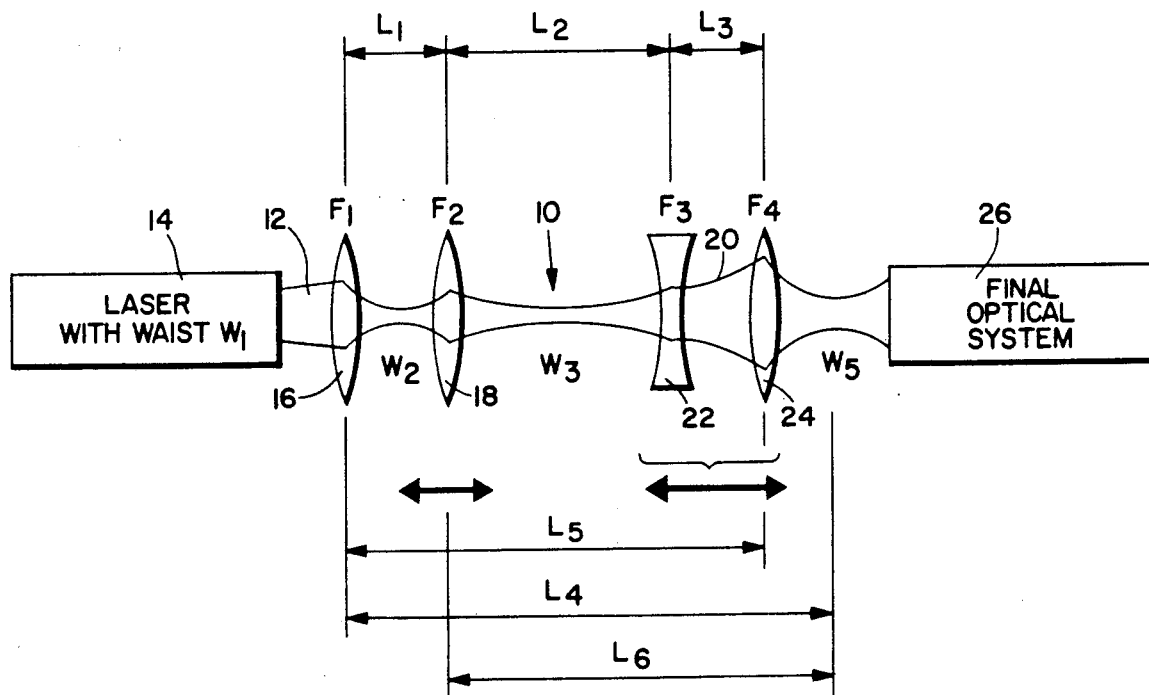 L1 L2 L3
F1 F2 10 F3 20 F4 26
14 12
LASER
WITH WAIST W1
FINAL
OPTICAL
SYSTEM
W2 W3 W5
16 18 22 24
L5
L4
L6